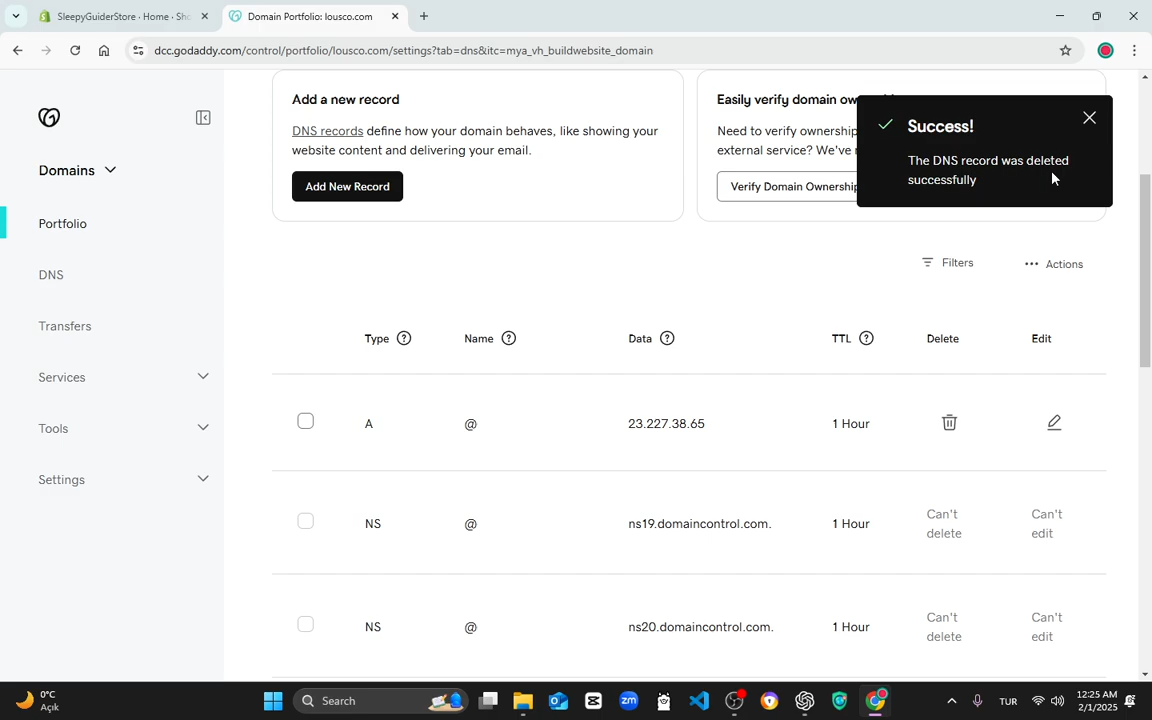 SleepyGuiderStore · Home · Sho
Domain Portfolio: lousco.com
dcc.godaddy.com/control/portfolio/lousco.com/settings?tab=dns&itc=mya_vh_buildwebsite_domain
Domains
Portfolio
DNS
Transfers
Services
Tools
Settings
Add a new record
DNS records define how your domain behaves, like showing your
website content and delivering your email.
Add New Record
Easily verify domain
Need to verify ownership
external service? We've
Verify Domain Ownership
Success!
The DNS record was deleted
successfully
Filters
Actions
Type Name Data TTL Delete Edit
A @ 23.227.38.65 1 Hour
NS @ ns19.domaincontrol.com. 1 Hour Can't delete Can't edit
NS @ ns20.domaincontrol.com. 1 Hour Can't delete Can't edit
0°C
Açık
Search
zm
TUR
12:25 AM
2/1/2025